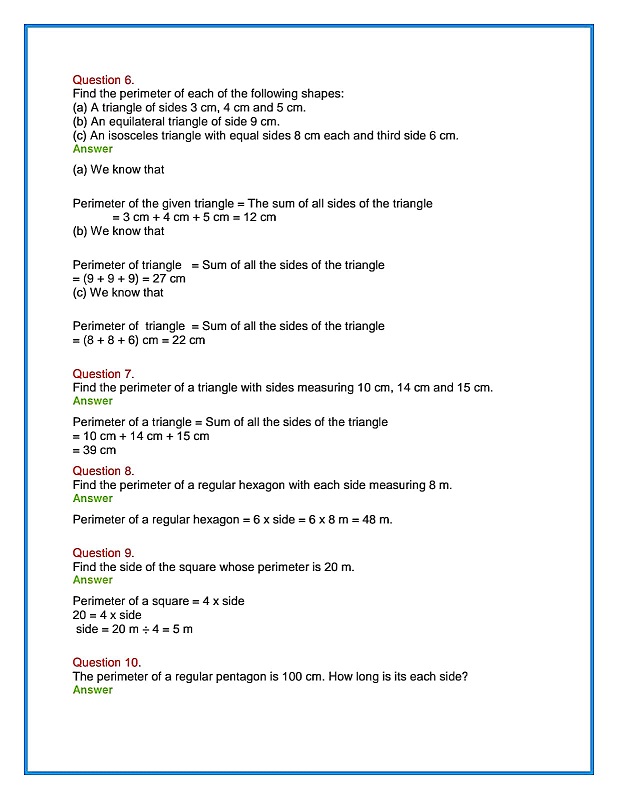 Question 6.
Find the perimeter of each of the following shapes:
(a) A triangle of sides 3 cm, 4 cm and 5 cm.
(b) An equilateral triangle of side 9 cm.
(c) An isosceles triangle with equal sides 8 cm each and third side 6 cm.
Answer
(a) We know that
Perimeter of the given triangle = The sum of all sides of the triangle
= 3 cm + 4 cm + 5 cm = 12 cm
(b) We know that
Perimeter of triangle = Sum of all the sides of the triangle
= (9 + 9 + 9) = 27 cm
(c) We know that
Perimeter of triangle = Sum of all the sides of the triangle
= (8 + 8 + 6) cm = 22 cm
Question 7.
Find the perimeter of a triangle with sides measuring 10 cm, 14 cm and 15 cm.
Answer
Perimeter of a triangle = Sum of all the sides of the triangle
= 10 cm + 14 cm + 15 cm
= 39 cm
Question 8.
Find the perimeter of a regular hexagon with each side measuring 8 m.
Answer
Perimeter of a regular hexagon = 6 x side = 6 x 8 m = 48 m.
Question 9.
Find the side of the square whose perimeter is 20 m.
Answer
Perimeter of a square = 4 x side
20 = 4 x side
side = 20 m ÷ 4 = 5 m
Question 10.
The perimeter of a regular pentagon is 100 cm. How long is its each side?
Answer